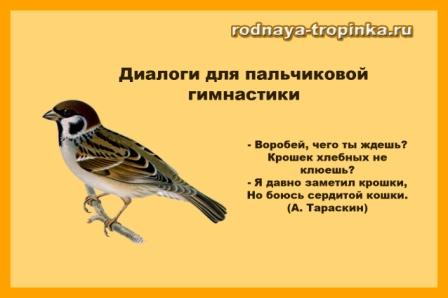 rodnaya-tropinka.ru
Диалоги для пальчиковой
гимнастики
- Воробей, чего ты ждешь?
Крошек хлебных не
клюешь?
- Я давно заметил крошки,
Но боюсь сердитой кошки.
(А. Тараскин)